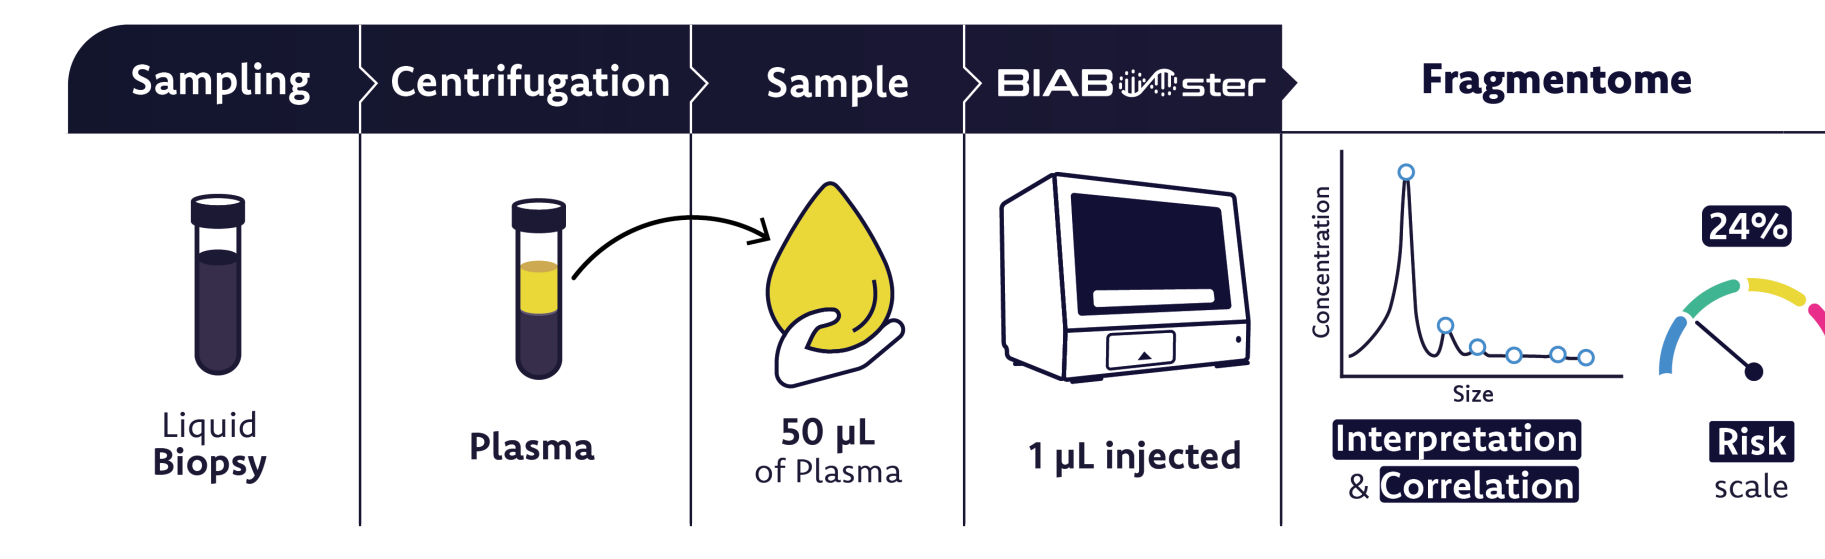 Sampling
Centrifugation
Sample
BIABooster
Fragmentome
Concentration
Size
24%
Liquid
Biopsy
Plasma
50 µL
of Plasma
1 µL injected
Interpretation
& Correlation
Risk
scale